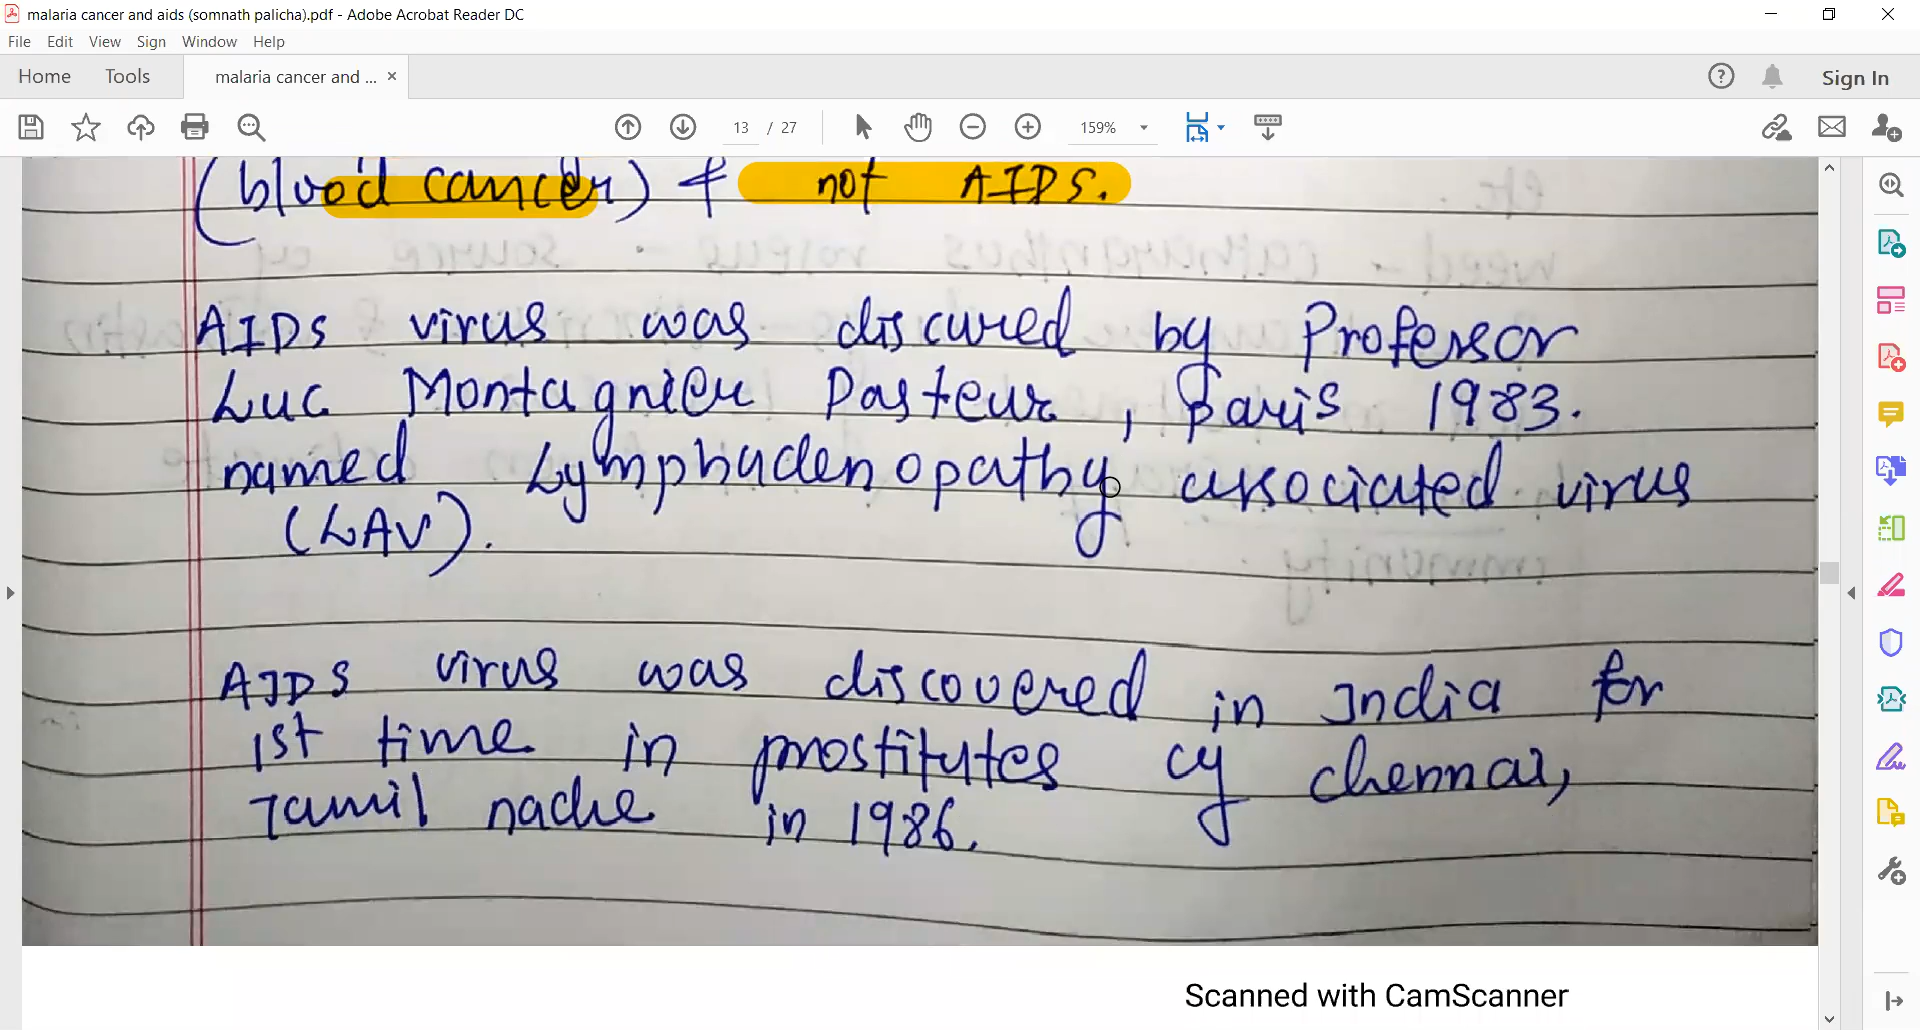 malaria cancer and aids (somnath palicha).pdf - Adobe Acrobat Reader DC
File Edit View Sign Window Help
Home Tools malaria cancer and ... × Sign In
13 / 27 159%
(blood cancer) & not AIDS.
AIDS virus was discured by Professor
Luc Montagnieu Pasteur, Paris 1983.
named Lymphadenopathy associated virus
(LAV).
AIDS virus was discovered in India for
1st time in prostitutes of chennai,
Tamil nadu in 1986.
Scanned with CamScanner